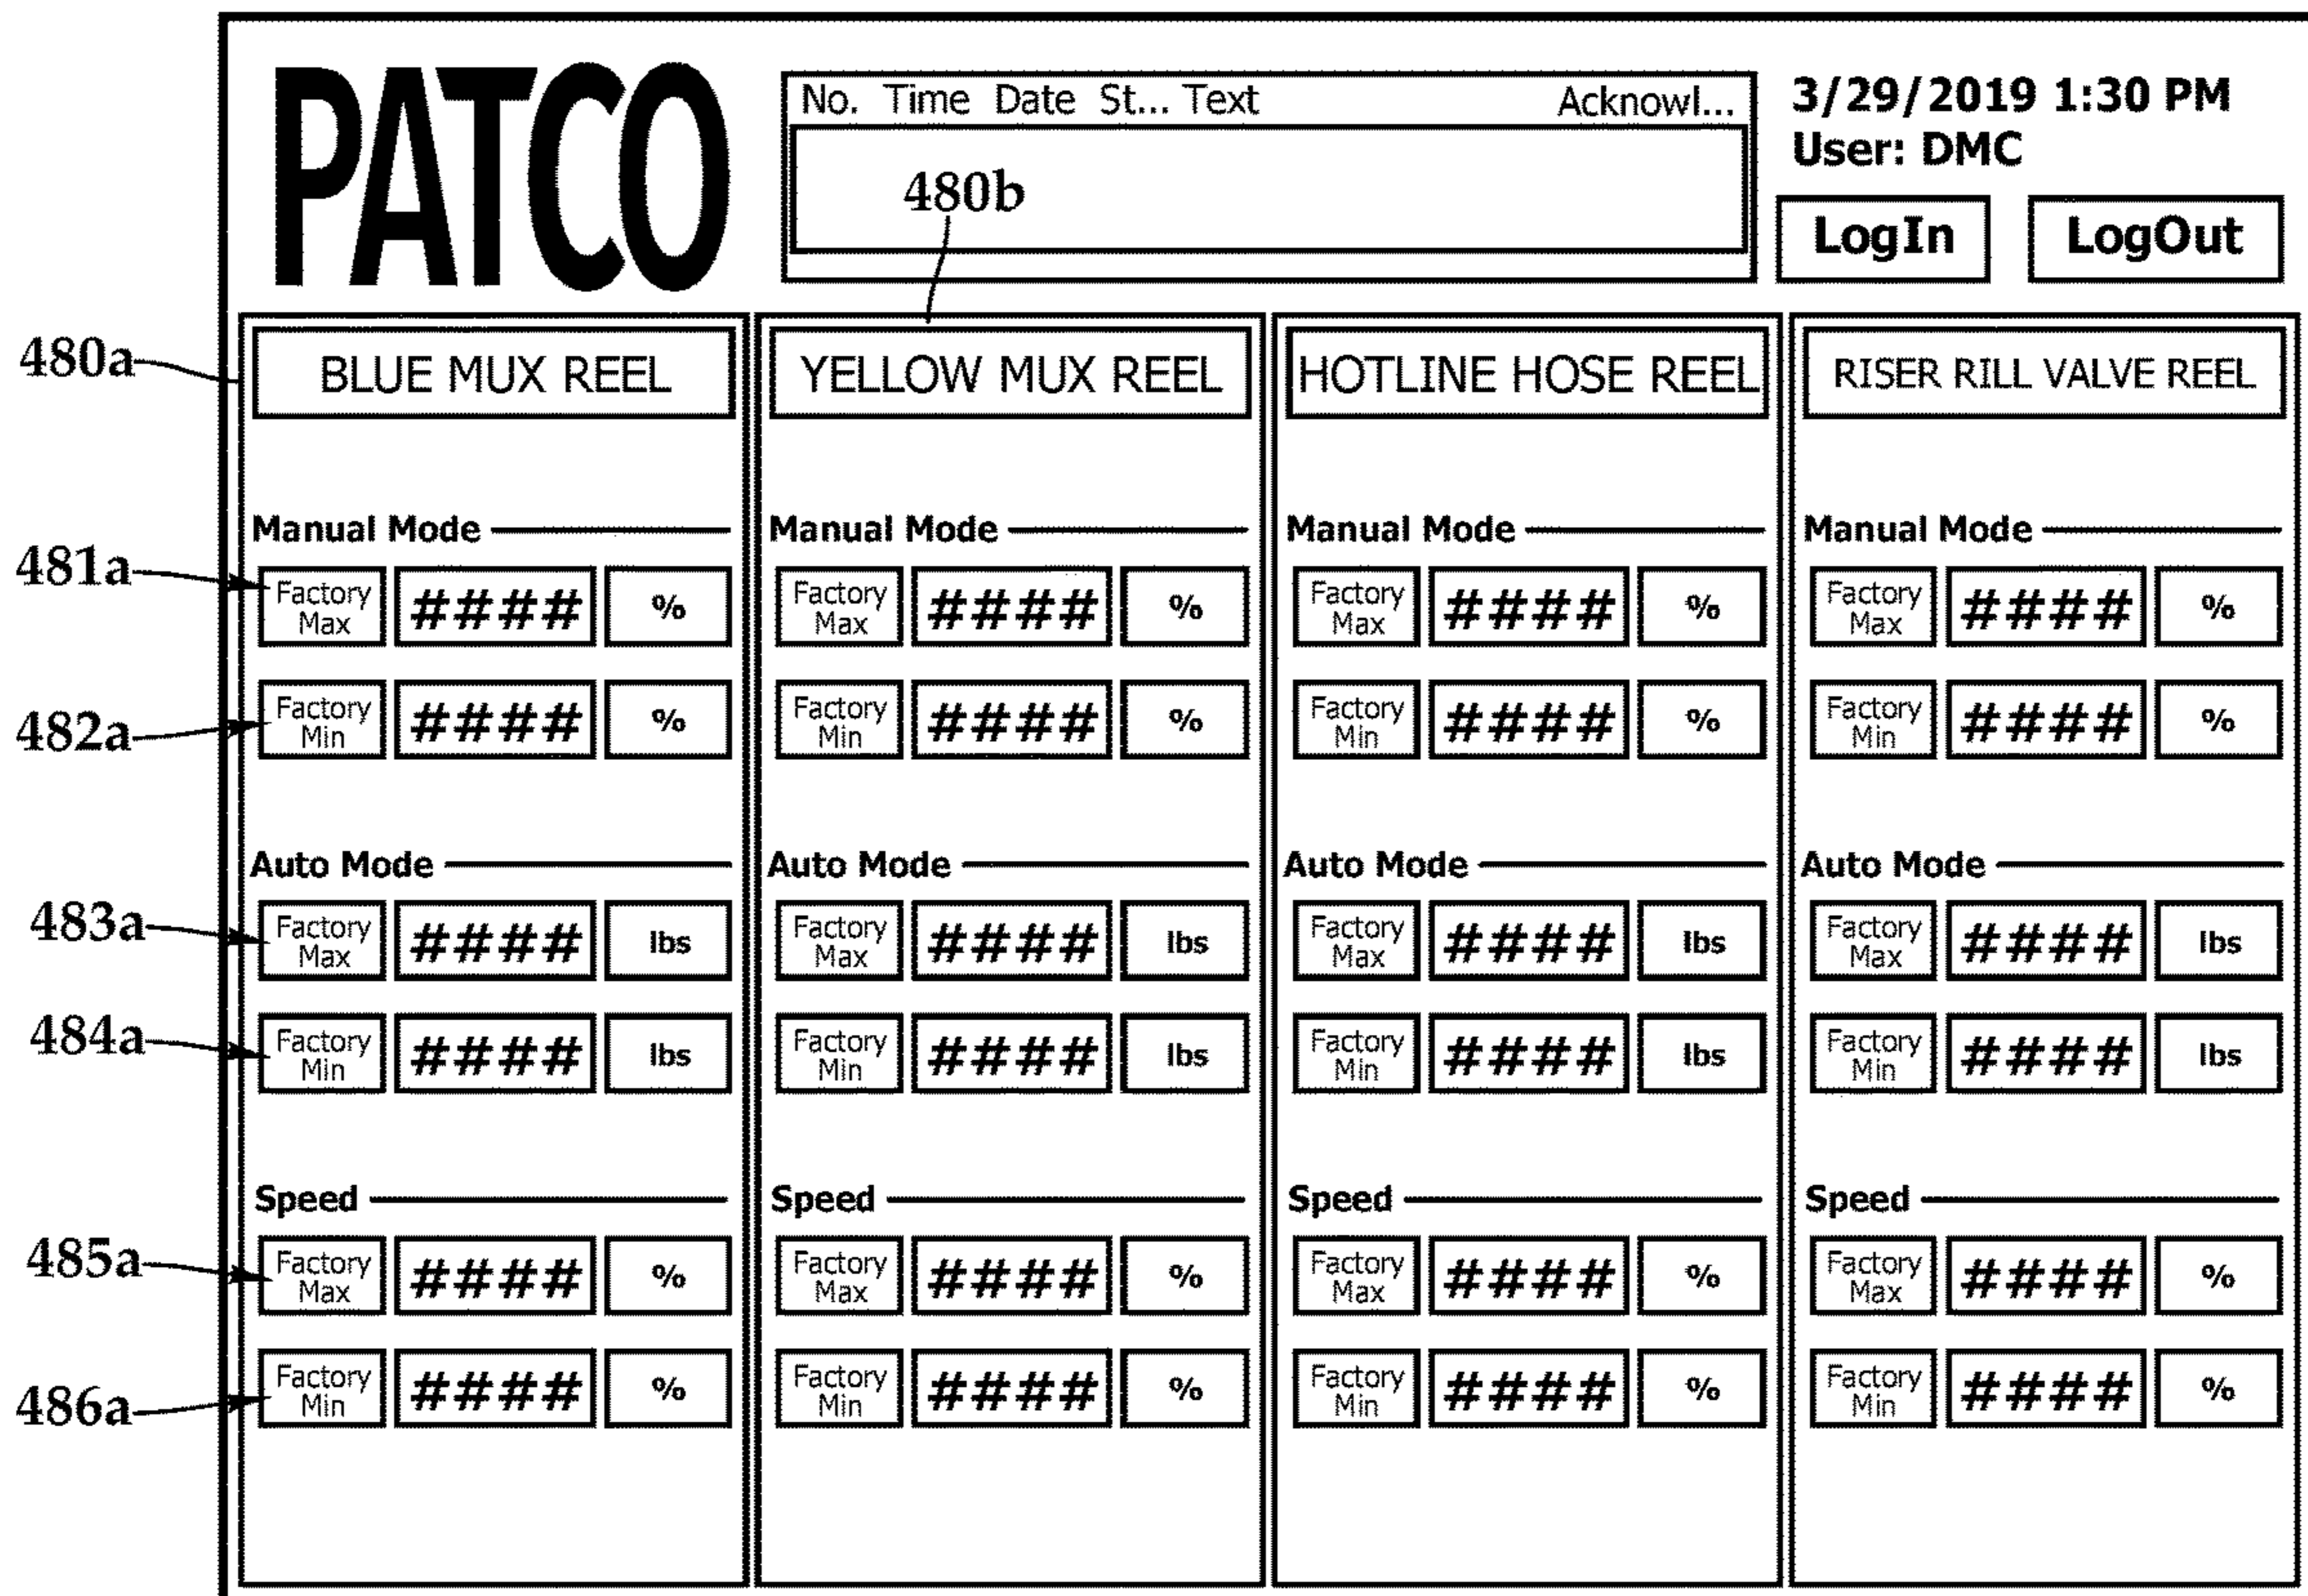 PATCO
No. Time Date St... Text Acknowl...
3/29/2019 1:30 PM
User: DMC
480b
LogIn LogOut
480a
BLUE MUX REEL YELLOW MUX REEL HOTLINE HOSE REEL RISER RILL VALVE REEL
Manual Mode Manual Mode Manual Mode Manual Mode
481a
Factory Max #### % Factory Max #### % Factory Max #### % Factory Max #### %
482a
Factory Min #### % Factory Min #### % Factory Min #### % Factory Min #### %
Auto Mode Auto Mode Auto Mode Auto Mode
483a
Factory Max #### lbs Factory Max #### lbs Factory Max #### lbs Factory Max #### lbs
484a
Factory Min #### lbs Factory Min #### lbs Factory Min #### lbs Factory Min #### lbs
Speed Speed Speed Speed
485a
Factory Max #### % Factory Max #### % Factory Max #### % Factory Max #### %
486a
Factory Min #### % Factory Min #### % Factory Min #### % Factory Min #### %